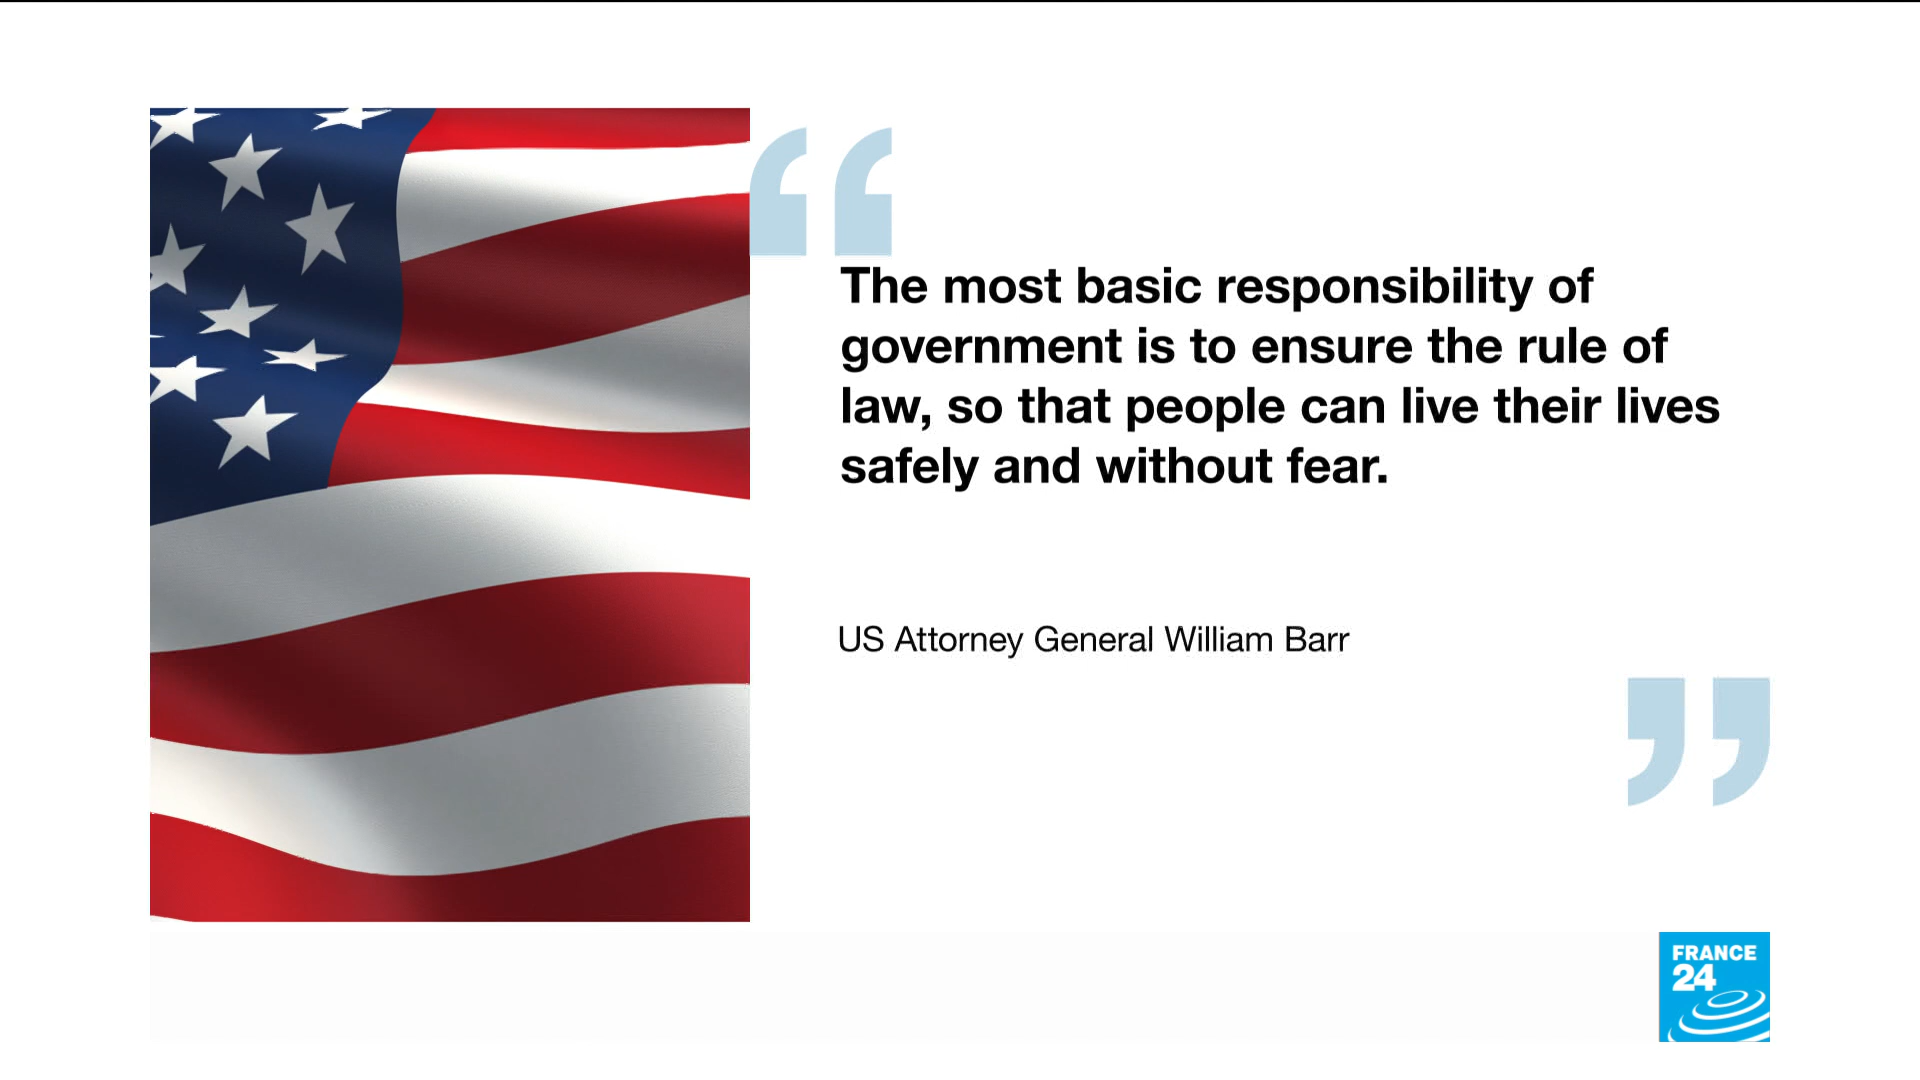 The most basic responsibility of
government is to ensure the rule of
law, so that people can live their lives
safely and without fear.
US Attorney General William Barr
FRANCE
24